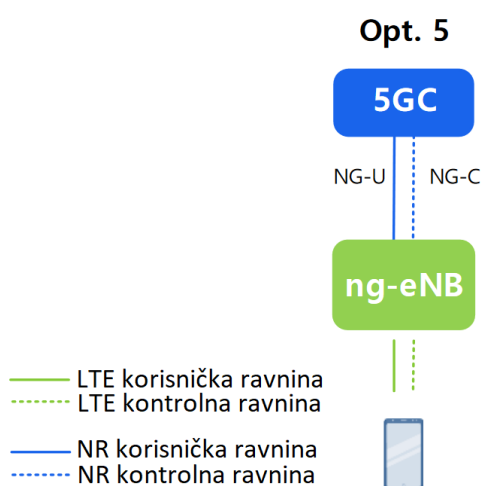 Opt. 5
5GC
NG-U
NG-C
ng-eNB
LTE korisnička ravnina
LTE kontrolna ravnina
NR korisnička ravnina
NR kontrolna ravnina